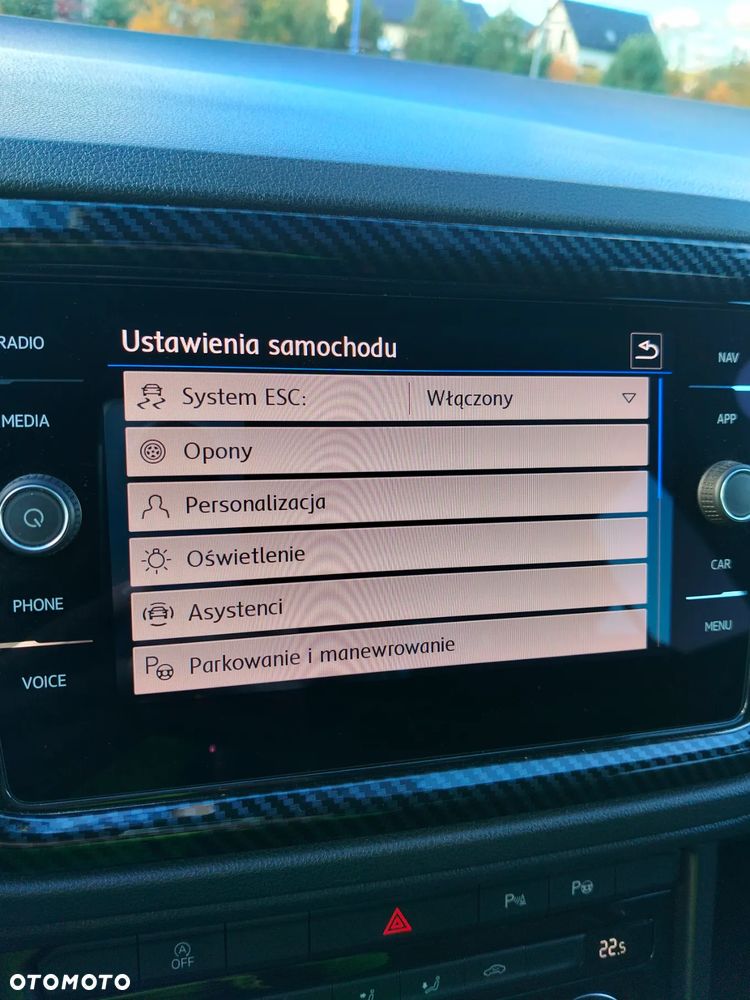 RADIO
MEDIA
PHONE
VOICE
Ustawienia samochodu
System ESC: Włączony
Opony
Personalizacja
Oświetlenie
Asystenci
Parkowanie i manewrowanie
NAV
APP
CAR
MENU
P
P
A
OFF
22.5
OTOMOTO